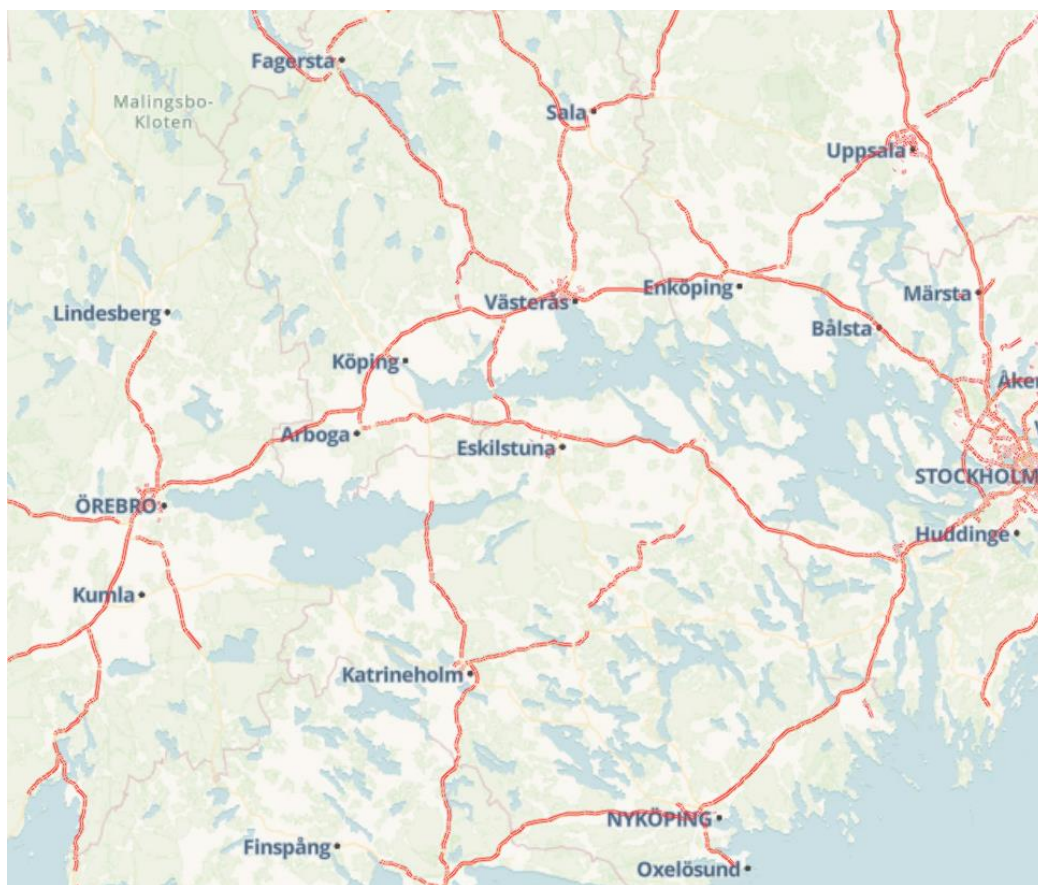 Fagersta
Malingsbo-
Kloten
Sala
Uppsala
Lindesberg
Västerås
Enköping
Märsta
Bålsta
Köping
Arboga
Eskilstuna
STOCKHOLM
ÖREBRO
Huddinge
Kumla
Katrineholm
NYKÖPING
Finspång
Oxelösund